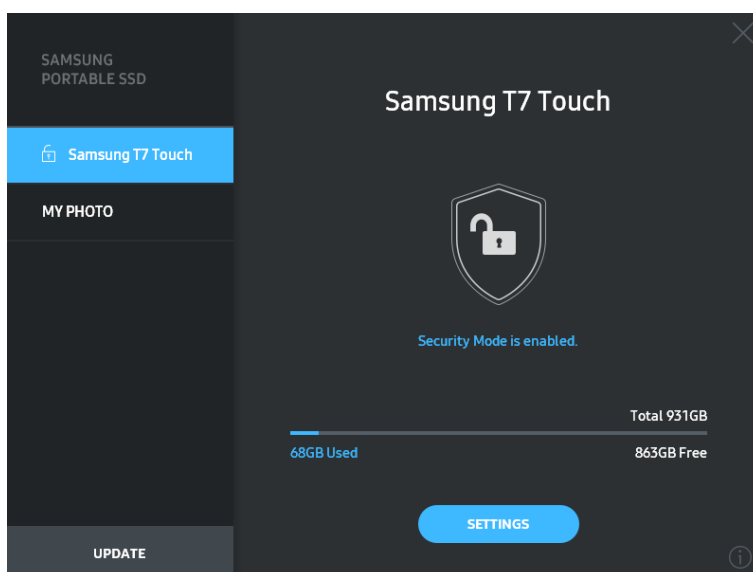 SAMSUNG
PORTABLE SSD
Samsung T7 Touch
MY PHOTO
UPDATE
Samsung T7 Touch
Security Mode is enabled.
Total 931GB
68GB Used
863GB Free
SETTINGS